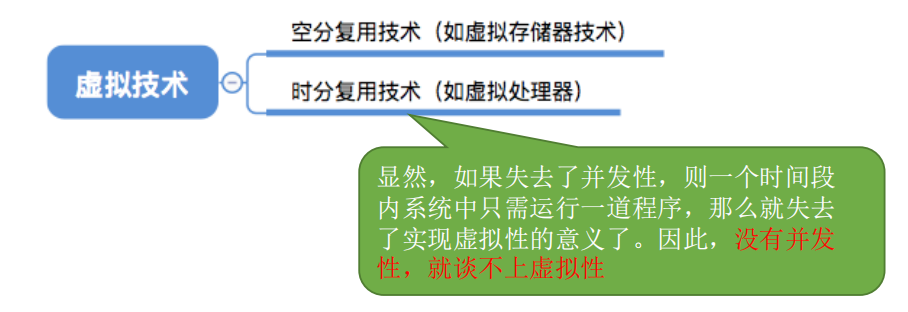 虚拟技术
空分复用技术（如虚拟存储器技术）
时分复用技术（如虚拟处理器）
显然，如果失去了并发性，则一个时间段
内系统中只需运行一道程序，那么就失去
了实现虚拟性的意义了。因此，没有并发
性，就谈不上虚拟性